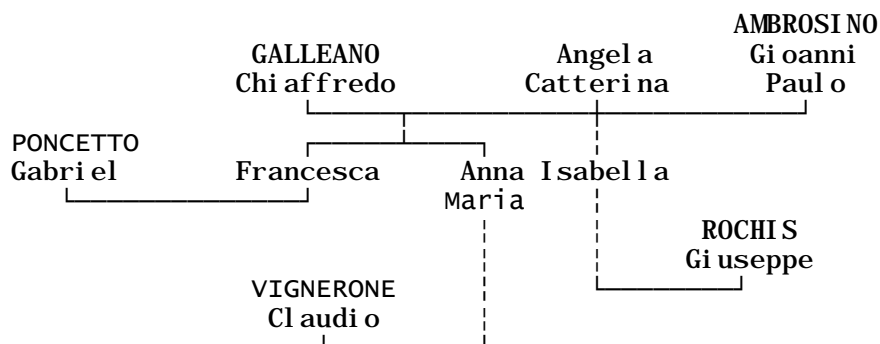 AMBROSINO
GALLEANO Angela Gioanni
Chiaffredo Catterina Paulo
PONCETTO
Gabriel Francesca Anna Isabella
Maria
ROCHIS
Giuseppe
VIGNERONE
Claudio